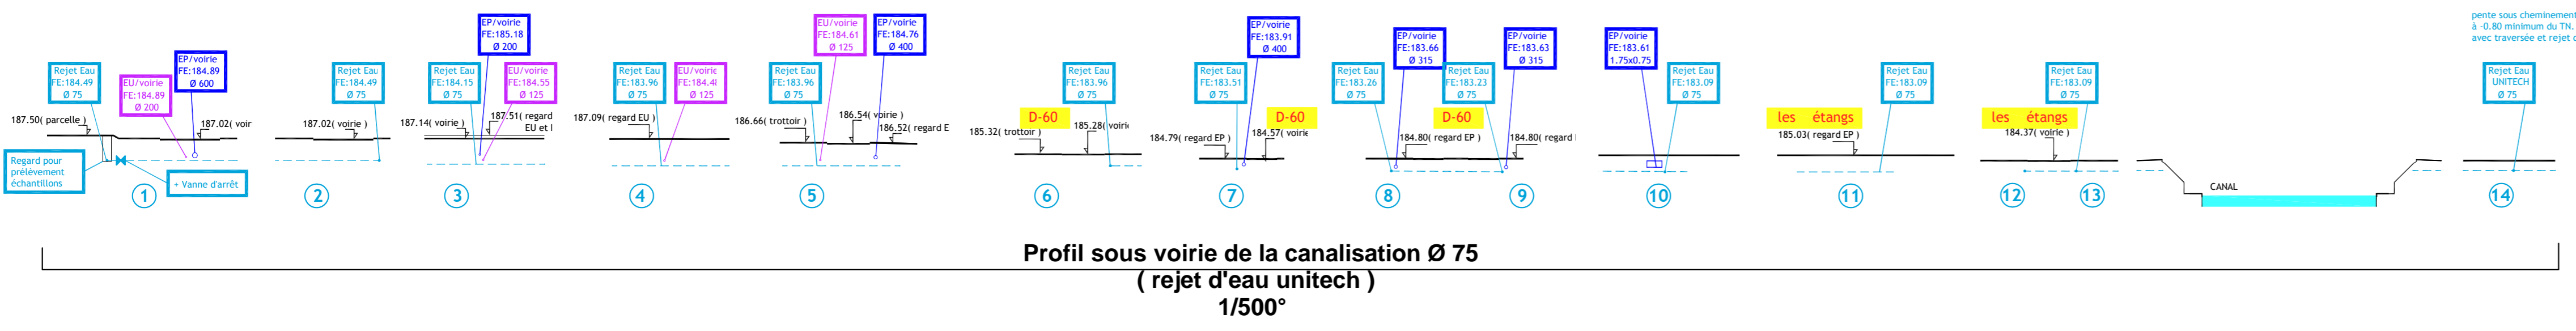 Rejet Eau
FE:184.49
Ø 75
EU/voirie
FE:184.89
Ø 200
EP/voirie
FE:184.89
Ø 600
187.50( parcelle )
187.02( voir
Regard pour
prélèvement
échantillons
+ Vanne d'arrêt
1
Rejet Eau
FE:184.49
Ø 75
187.02( voirie )
2
Rejet Eau
FE:184.15
Ø 75
EP/voirie
FE:185.18
Ø 200
EU/voirie
FE:184.55
Ø 125
187.14( voirie )
187.51( regard
EU et
3
Rejet Eau
FE:183.96
Ø 75
EU/voirie
FE:184.4
Ø 125
187.09( regard EU )
4
Rejet Eau
FE:183.96
Ø 75
EU/voirie
FE:184.61
Ø 125
EP/voirie
FE:184.76
Ø 400
186.66( trottoir )
186.54( voirie )
186.52( regard E
5
Rejet Eau
FE:183.96
Ø 75
D-60
185.32( trottoir )
185.28( voirie
6
Rejet Eau
FE:183.51
Ø 75
EP/voirie
FE:183.91
Ø 400
D-60
184.79( regard EP )
184.57( voirie
7
Rejet Eau
FE:183.26
Ø 75
EP/voirie
FE:183.66
Ø 315
8
Rejet Eau
FE:183.23
Ø 75
EP/voirie
FE:183.63
Ø 315
D-60
184.80( regard EP )
184.80( regard
9
EP/voirie
FE:183.61
1.75x0.75
Rejet Eau
FE:183.09
Ø 75
10
Rejet Eau
FE:183.09
Ø 75
les étangs
185.03( regard EP )
11
Rejet Eau
FE:183.09
Ø 75
les étangs
184.37( voirie )
12
13
CANAL
pente sous cheminement
à -0.80 minimum du TN,
avec traversée et rejet
Rejet Eau
UNITECH
Ø 75
14
Profil sous voirie de la canalisation Ø 75
( rejet d'eau unitech )
1/500°